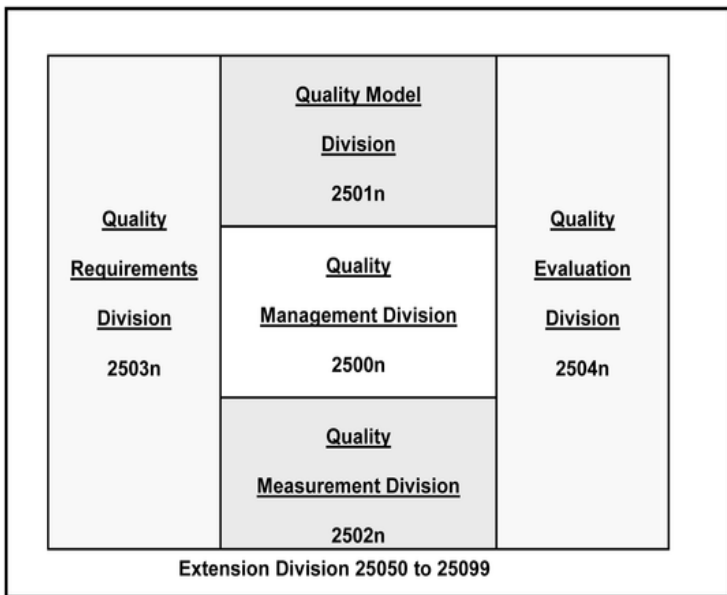 Quality
Requirements
Division
2503n
Quality Model
Division
2501n
Quality
Management Division
2500n
Quality
Measurement Division
2502n
Quality
Evaluation
Division
2504n
Extension Division 25050 to 25099